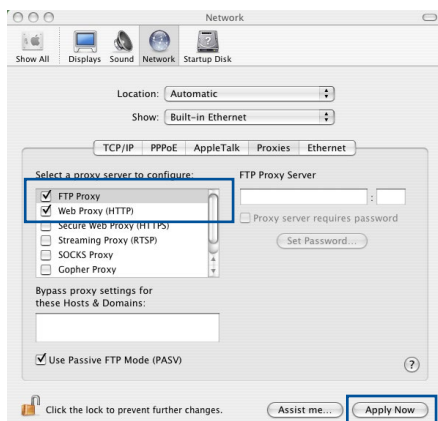 Network
Show All Displays Sound Network Startup Disk
Location: Automatic
Show: Built-in Ethernet
TCP/IP PPPoE AppleTalk Proxies Ethernet
Select a proxy server to configure: FTP Proxy Server
FTP Proxy
:
Web Proxy (HTTP)
Proxy server requires password
Secure Web Proxy (HTTPS)
Streaming Proxy (RTSP) Set Password...
SOCKS Proxy
Gopher Proxy
Bypass proxy settings for
these Hosts & Domains:
Use Passive FTP Mode (PASV) ?
Click the lock to prevent further changes. Assist me... Apply Now